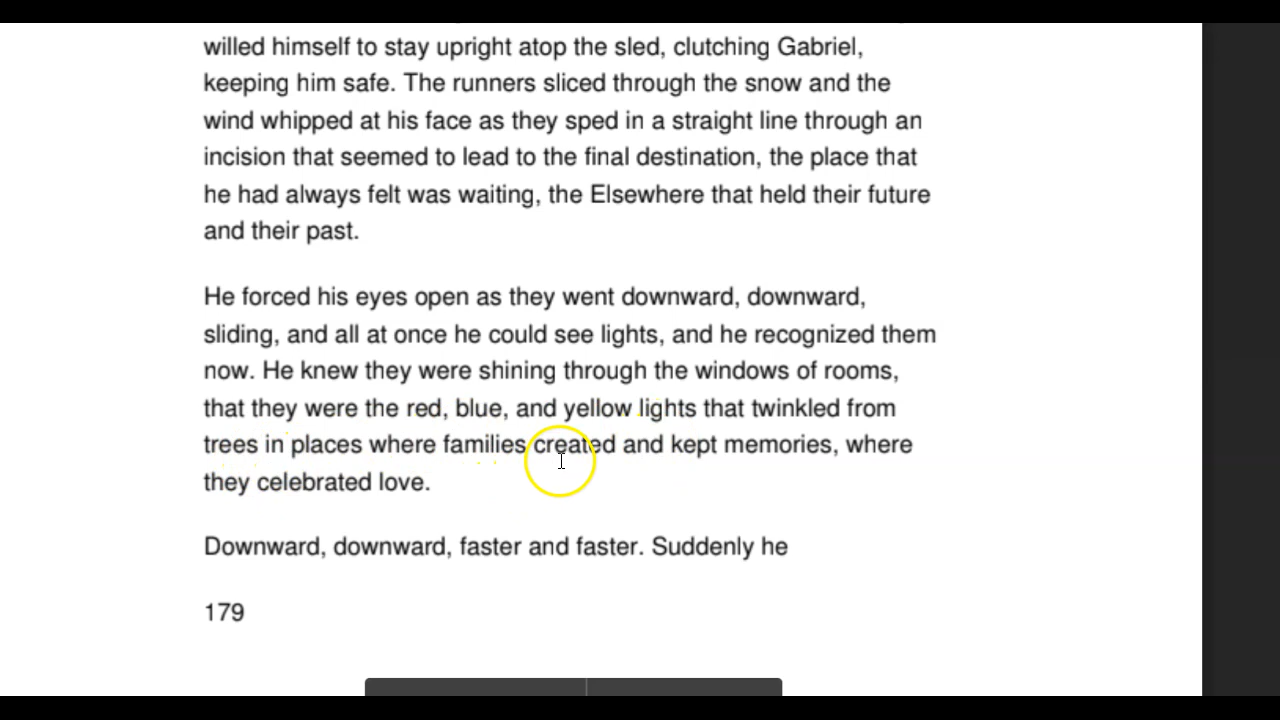 willed himself to stay upright atop the sled, clutching Gabriel,
keeping him safe. The runners sliced through the snow and the
wind whipped at his face as they sped in a straight line through an
incision that seemed to lead to the final destination, the place that
he had always felt was waiting, the Elsewhere that held their future
and their past.
He forced his eyes open as they went downward, downward,
sliding, and all at once he could see lights, and he recognized them
now. He knew they were shining through the windows of rooms,
that they were the red, blue, and yellow lights that twinkled from
trees in places where families created and kept memories, where
they celebrated love.
Downward, downward, faster and faster. Suddenly he
179